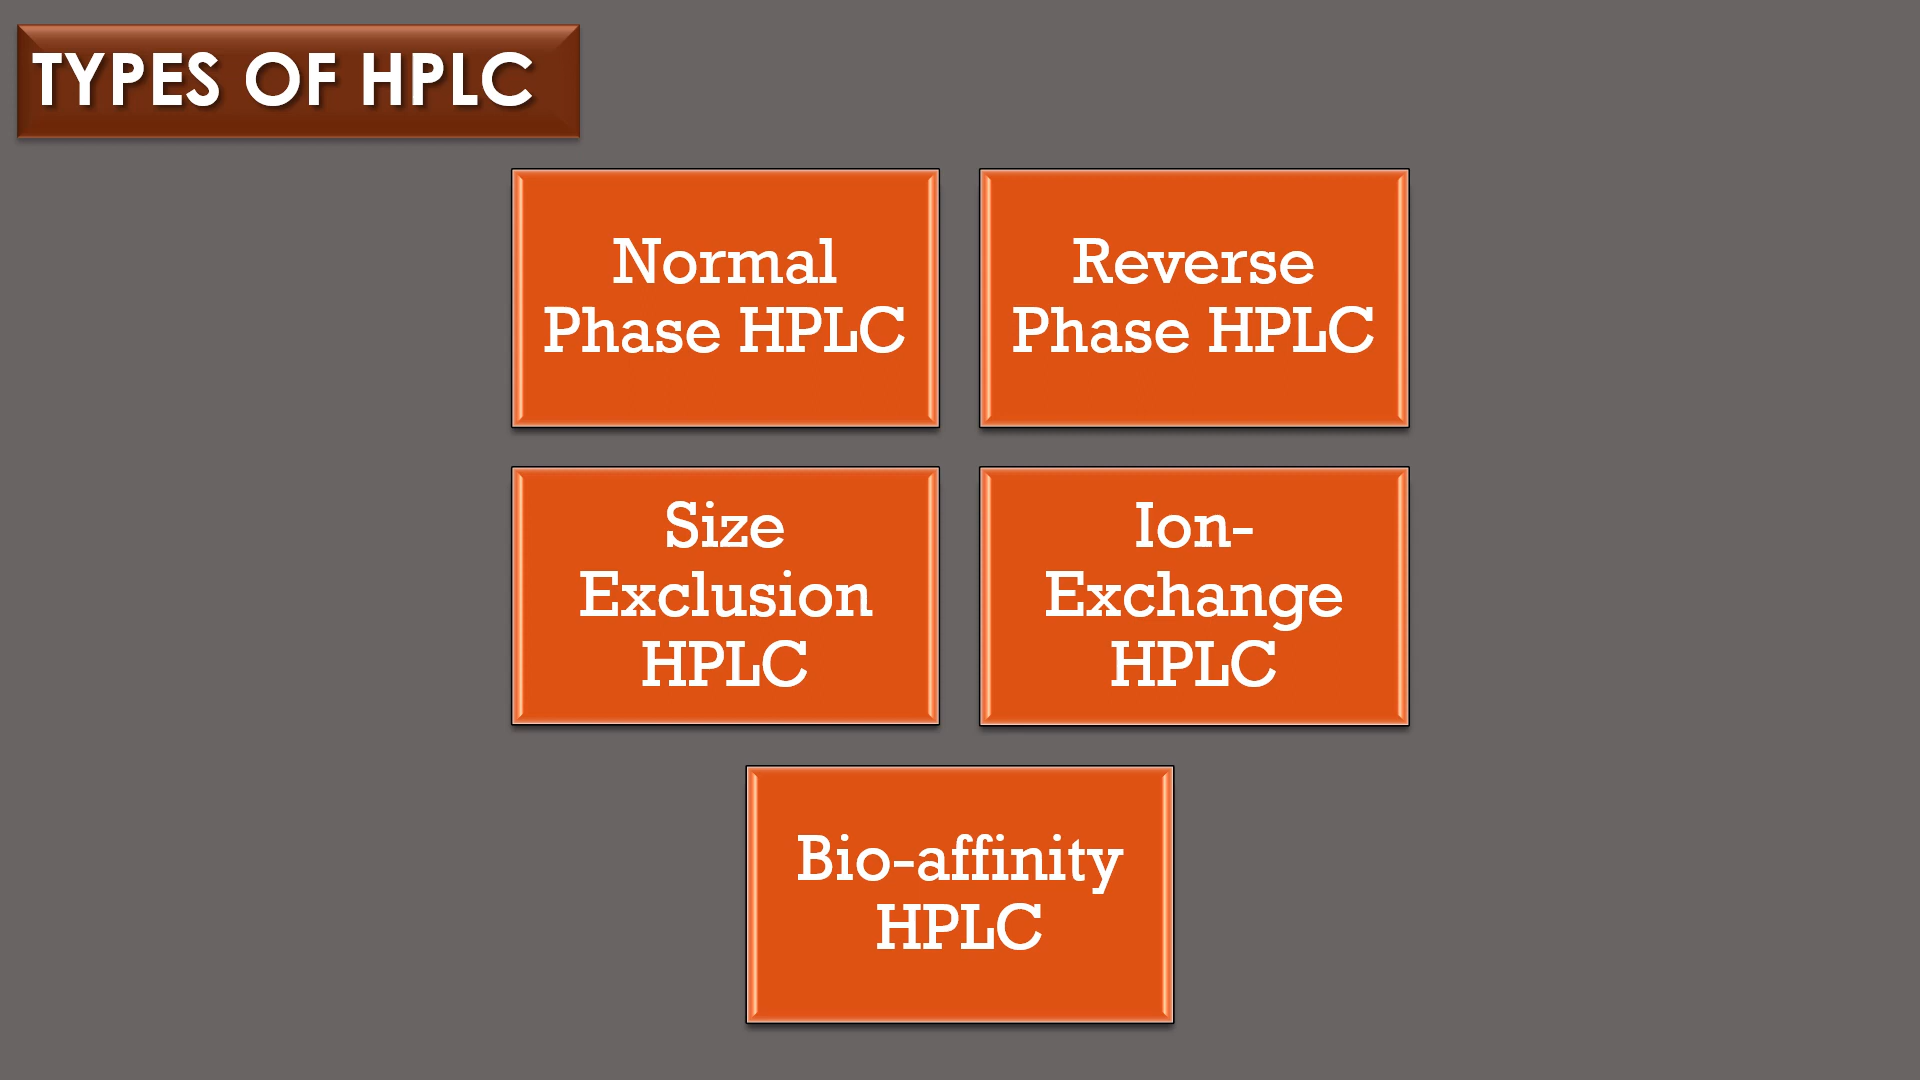 TYPES OF HPLC
Normal
Phase HPLC
Reverse
Phase HPLC
Size
Exclusion
HPLC
Ion-
Exchange
HPLC
Bio-affinity
HPLC